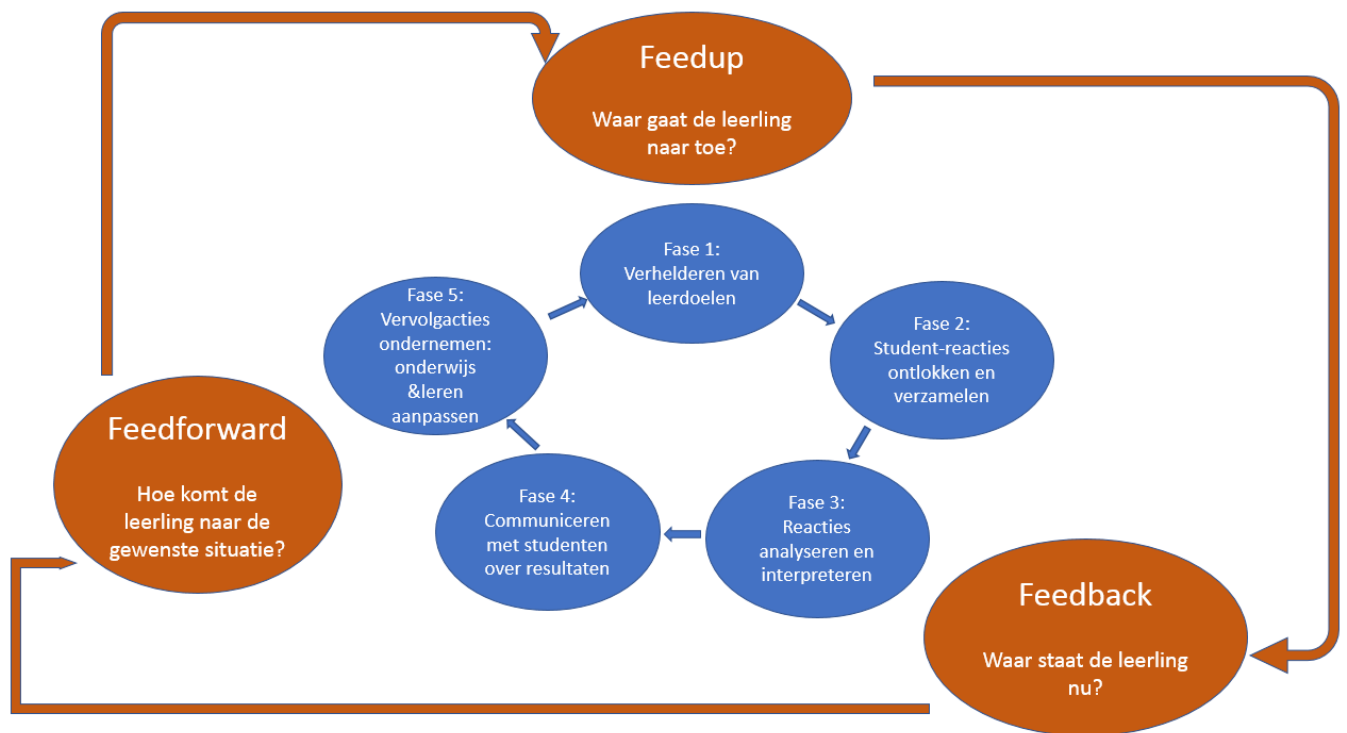 Feedup
Waar gaat de leerling
naar toe?
Fase 1:
Verhelderen van
leerdoelen
Fase 2:
Student-reacties
ontlokken en
verzamelen
Fase 3:
Reacties
analyseren en
interpreteren
Fase 4:
Communiceren
met studenten
over resultaten
Fase 5:
Vervolgacties
ondernemen:
onderwijs
&leren
aanpassen
Feedback
Waar staat de leerling
nu?
Feedforward
Hoe komt de
leerling naar de
gewenste situatie?